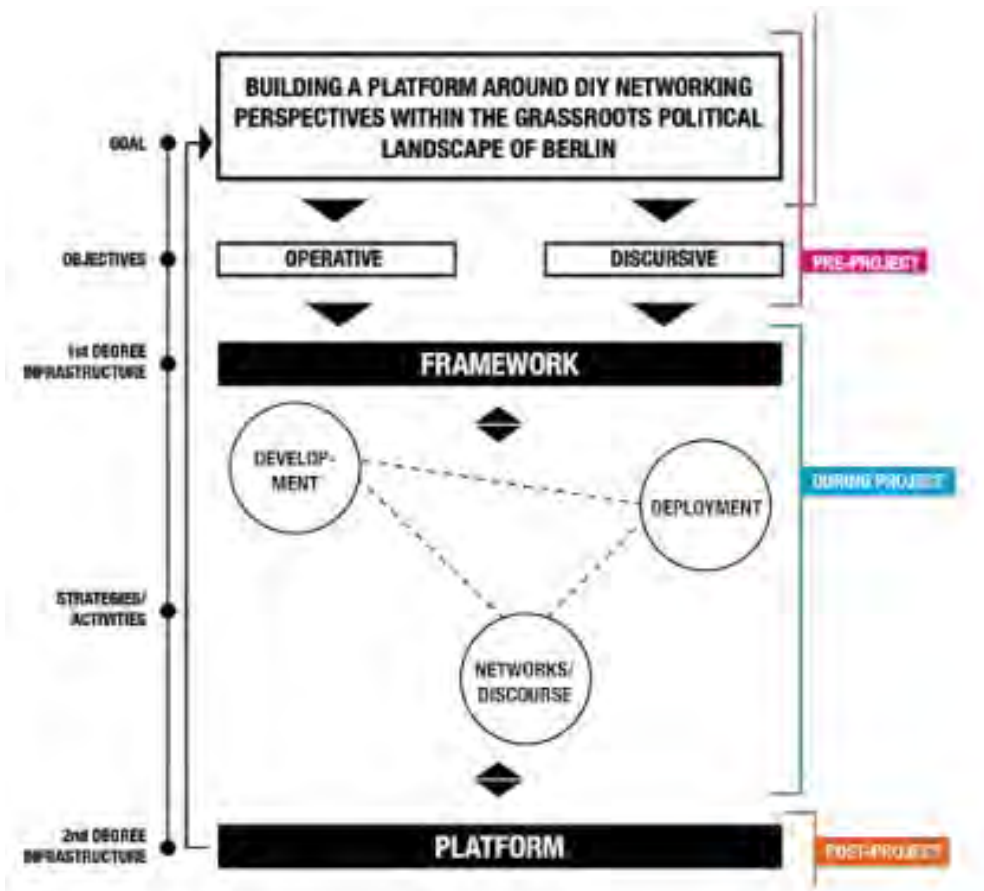 BUILDING A PLATFORM AROUND DIY NETWORKING
PERSPECTIVES WITHIN THE GRASSROOTS POLITICAL
LANDSCAPE OF BERLIN
GOAL
OBJECTIVES
OPERATIVE
DISCURSIVE
PRE-PROJECT
1st DEGREE
INFRASTRUCTURE
FRAMEWORK
DEVELOP-
MENT
DEPLOYMENT
DURING PROJECT
STRATEGIES/
ACTIVITIES
NETWORKS/
DISCOURSE
2nd DEGREE
INFRASTRUCTURE
PLATFORM
POST-PROJECT